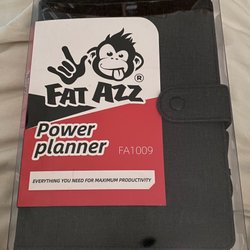 FAT AZZ
®
Power
planner
FA1009
EVERYTHING YOU NEED FOR MAXIMUM PRODUCTIVITY